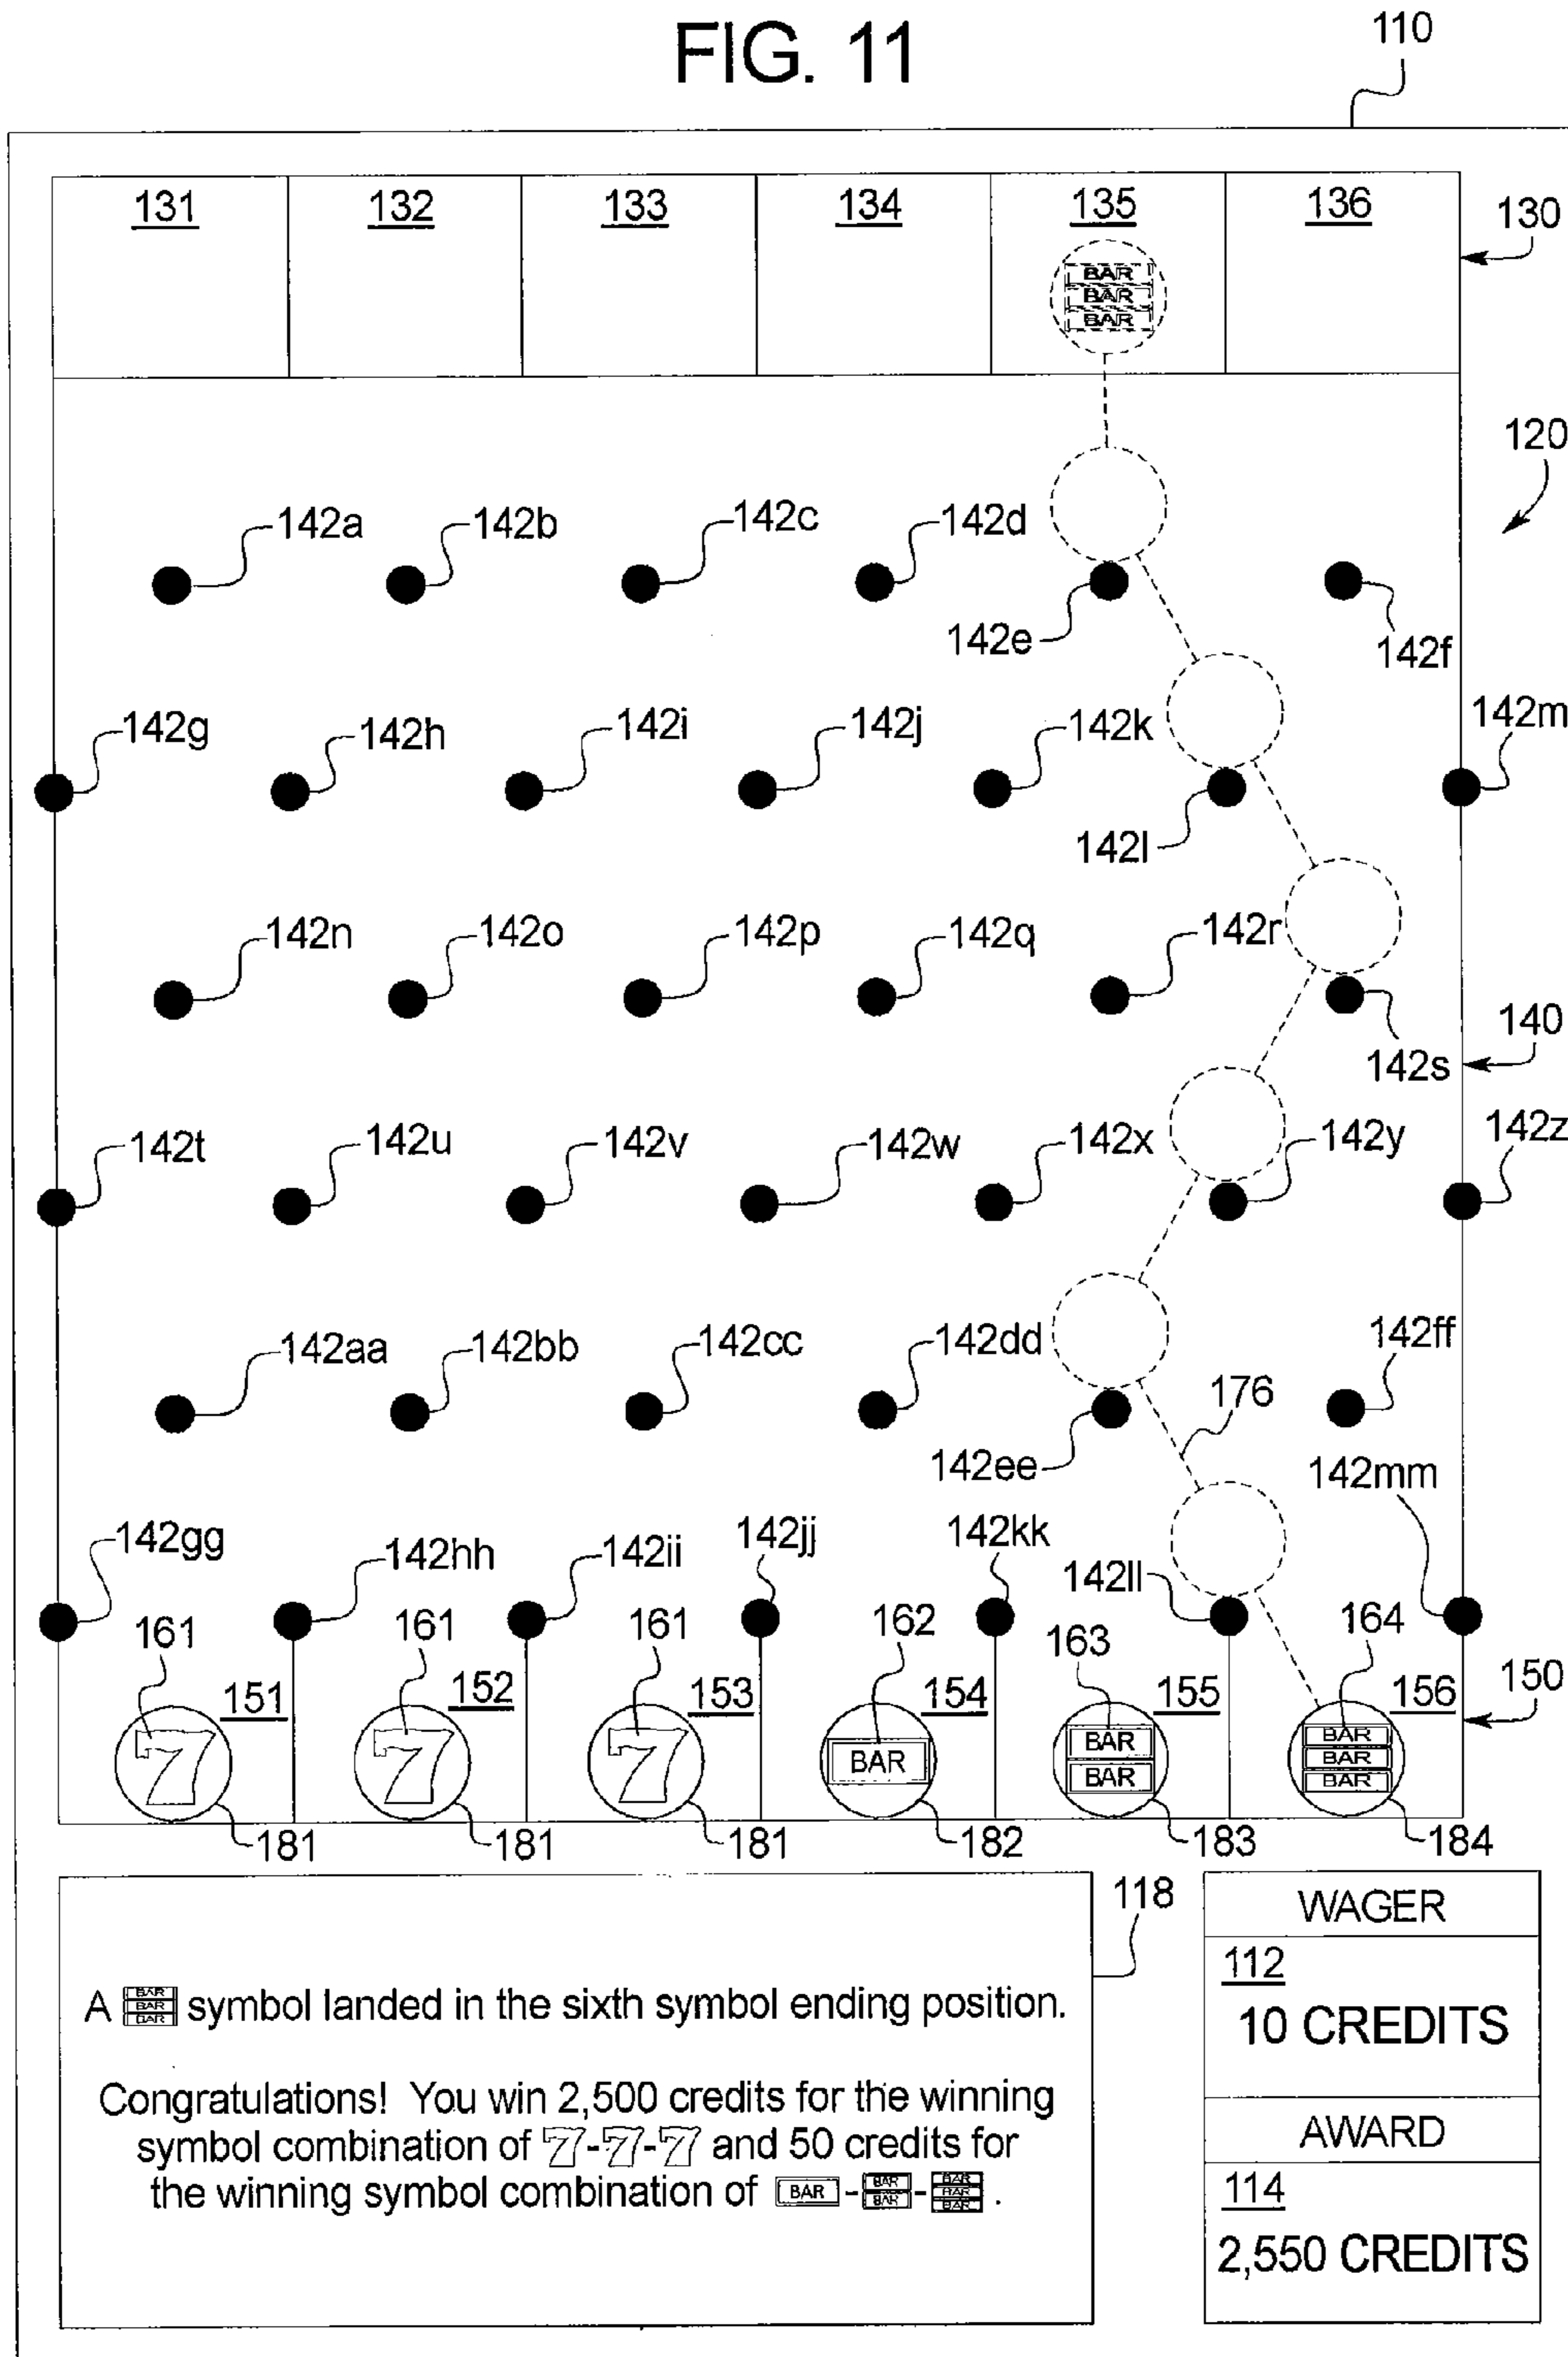 FIG. 11
110
131 132 133 134 135 136
130
BAR
BAR
BAR
120
142a 142b 142c 142d
142e 142f
142g 142h 142i 142j 142k 142m
142l
142n 142o 142p 142q 142r
140
142s
142t 142u 142v 142w 142x 142y 142z
142aa 142bb 142cc 142dd 142ff
176
142ee 142mm
142gg 142hh 142ii 142jj 142kk
142ll
161 161 161 162 163 164
151 152 153 154 155 156 150
7 7 7 BAR BAR BAR
BAR BAR
BAR
181 181 181 182 183 184
118
A BAR BAR BAR symbol landed in the sixth symbol ending position.
Congratulations! You win 2,500 credits for the winning
symbol combination of 7-7-7 and 50 credits for
the winning symbol combination of BAR - BAR BAR - BAR BAR BAR .
WAGER
112
10 CREDITS
AWARD
114
2,550 CREDITS